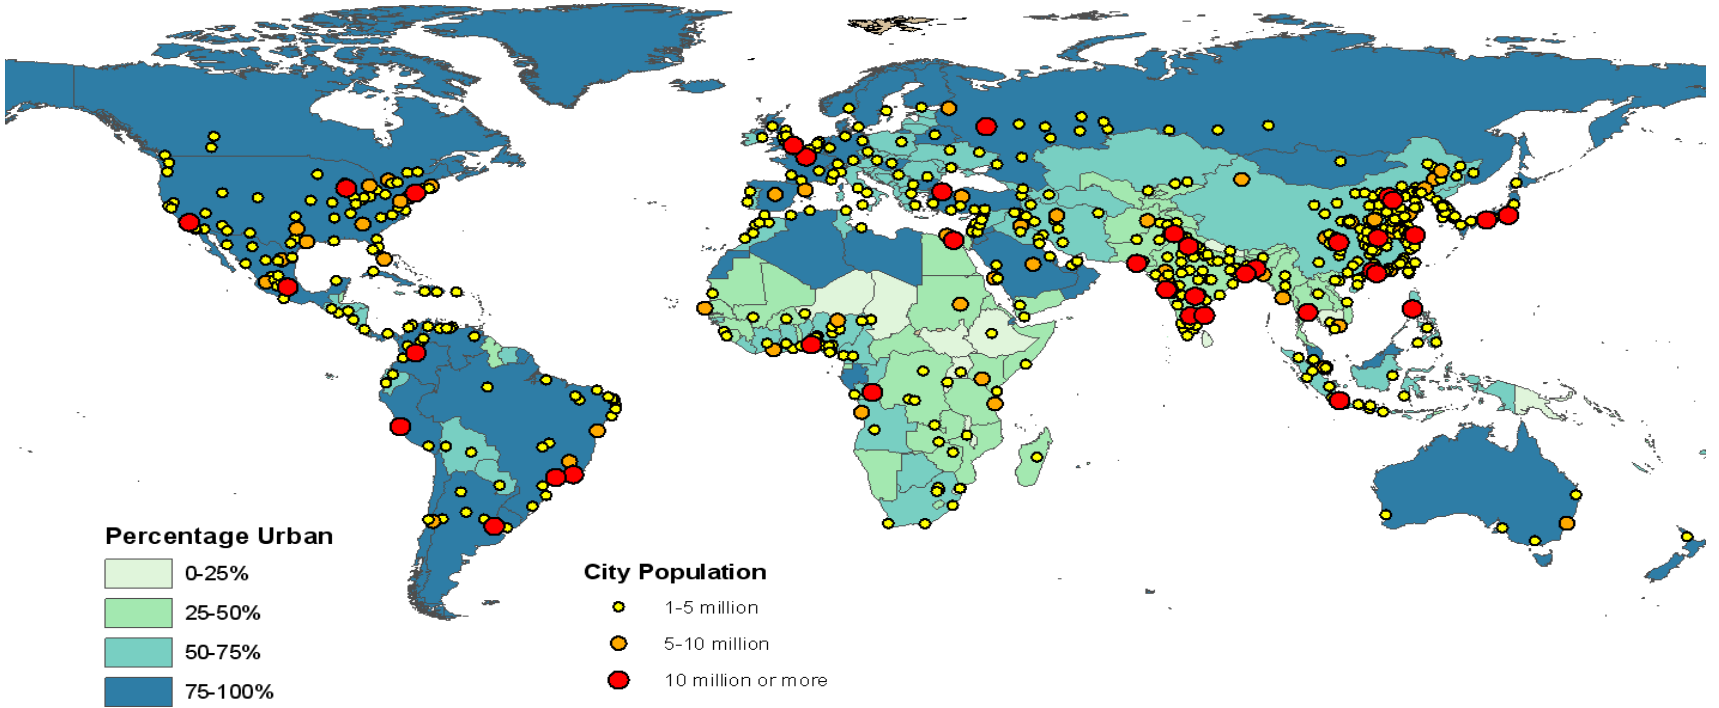 Percentage Urban
0-25%
25-50%
50-75%
75-100%
City Population
1-5 million
5-10 million
10 million or more